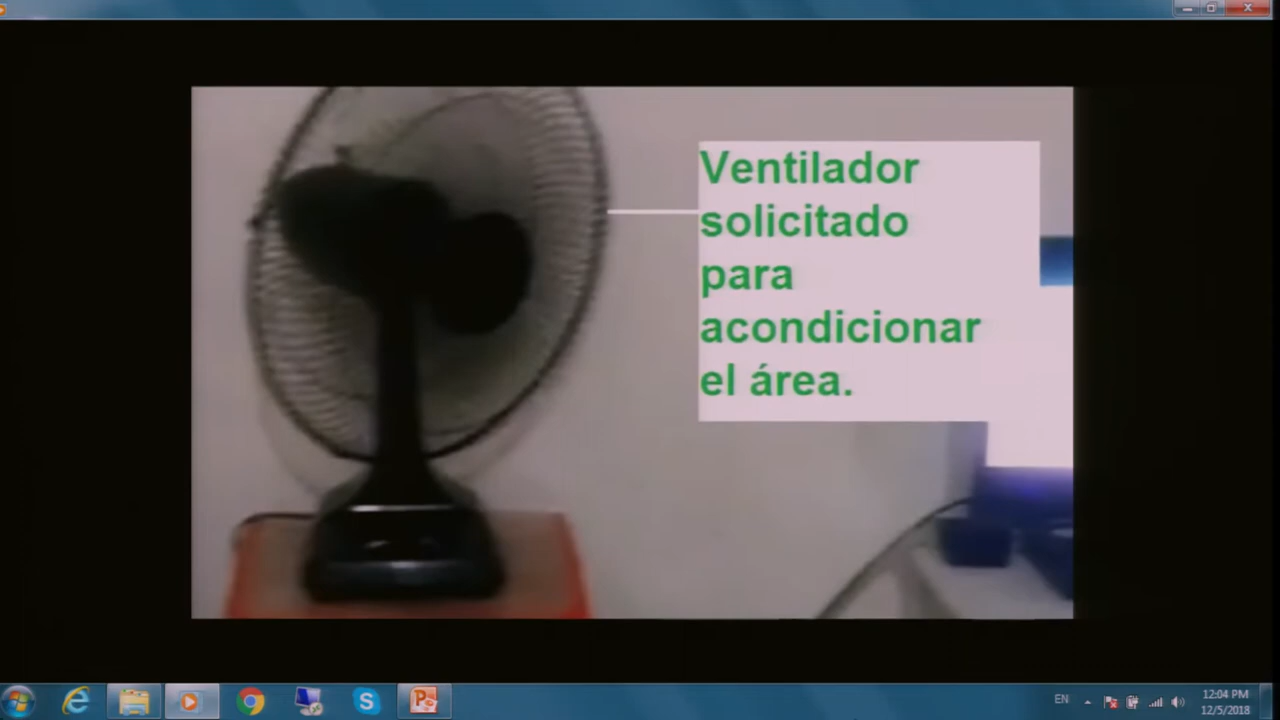 Ventilador
solicitado
para
acondicionar
el área.
EN
12:04 PM
12/5/2018